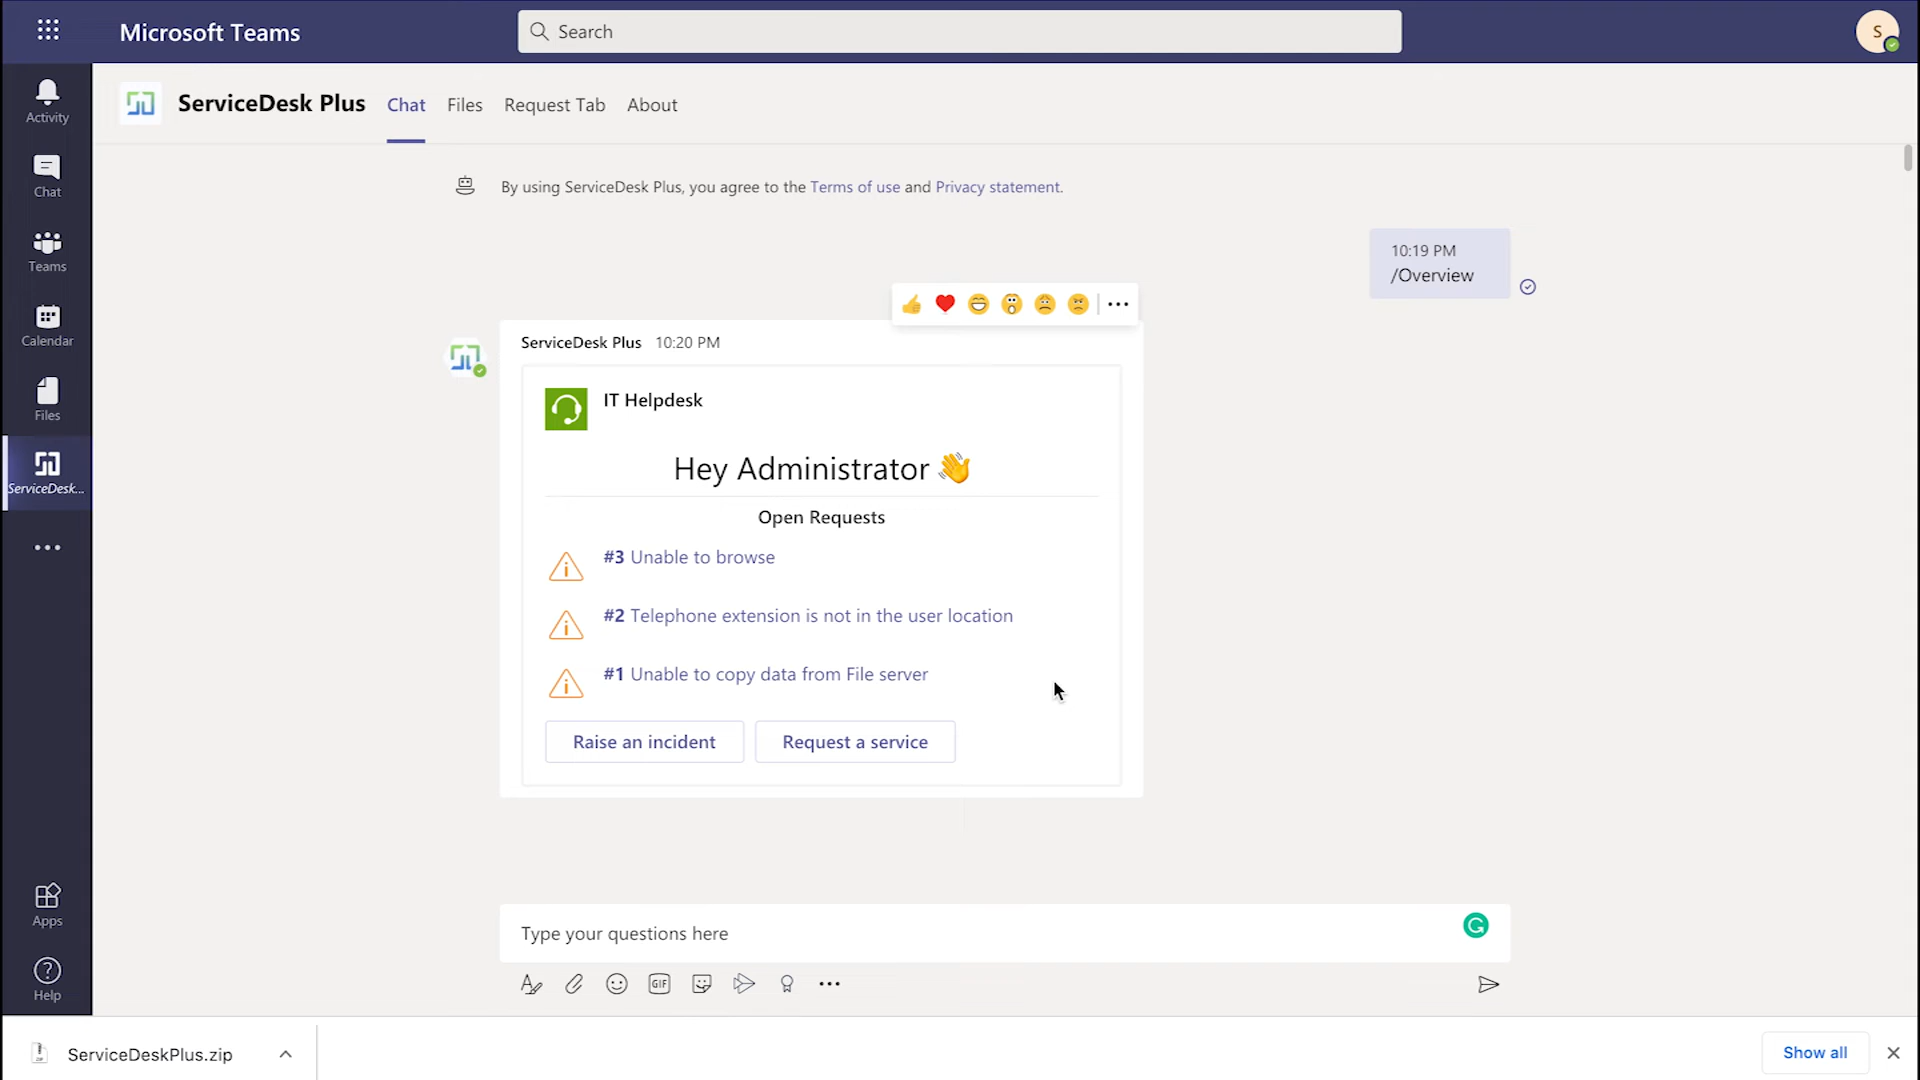 Microsoft Teams
Search
S
Activity
Chat
Teams
Calendar
Files
ServiceDesk...
Apps
Help
ServiceDesk Plus
Chat
Files
Request Tab
About
By using ServiceDesk Plus, you agree to the Terms of use and Privacy statement.
10:19 PM
/Overview
ServiceDesk Plus 10:20 PM
IT Helpdesk
Hey Administrator 👋
Open Requests
#3 Unable to browse
#2 Telephone extension is not in the user location
#1 Unable to copy data from File server
Raise an incident
Request a service
Type your questions here
GIF
ServiceDeskPlus.zip
Show all